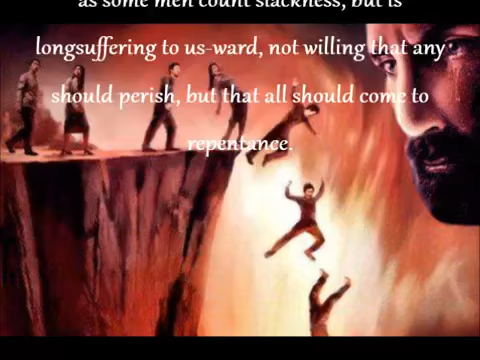 as some men count slackness, but is
longsuffering to us-ward, not willing that any
should perish, but that all should come to
repentance.